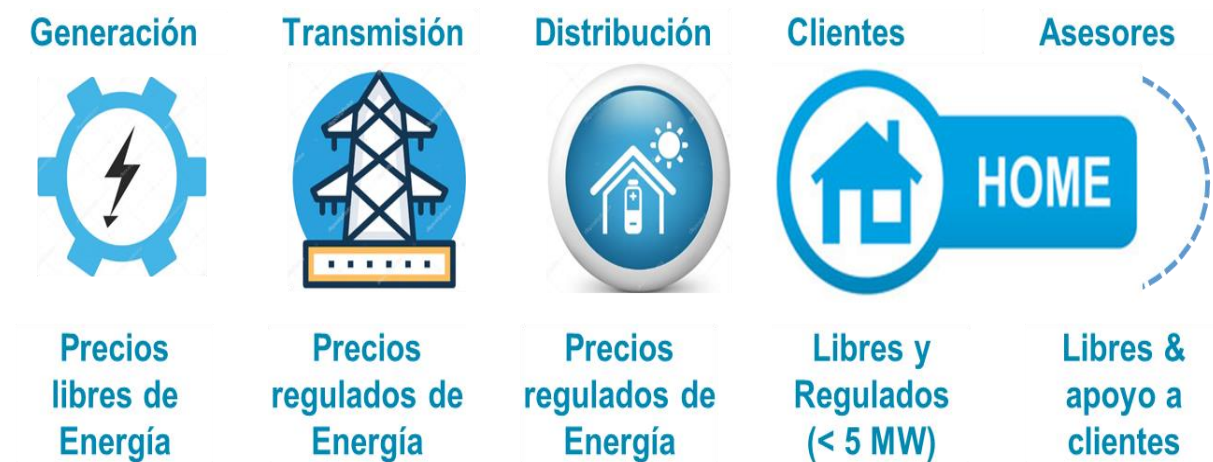 Generación
Transmisión
Distribución
Clientes
Asesores
HOME
Precios
libres de
Energía
Precios
regulados de
Energía
Precios
regulados de
Energía
Libres y
Regulados
(< 5 MW)
Libres &
apoyo a
clientes